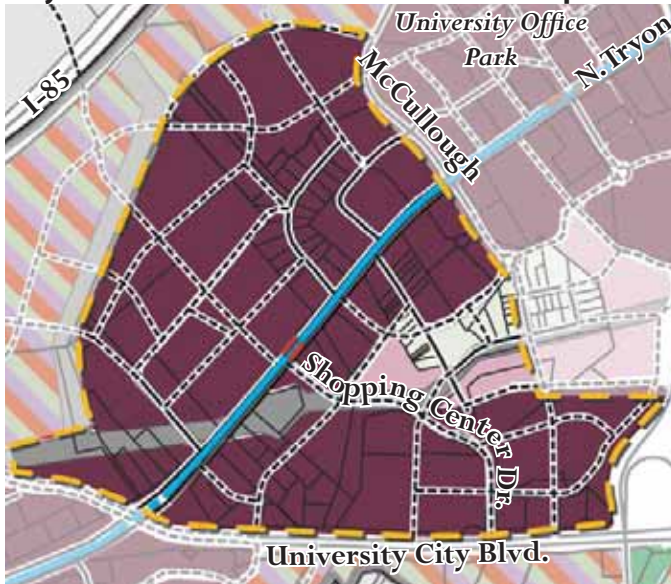 University Office
Park
N. Tryon
McCullough
I-85
Shopping Center Dr.
University City Blvd.